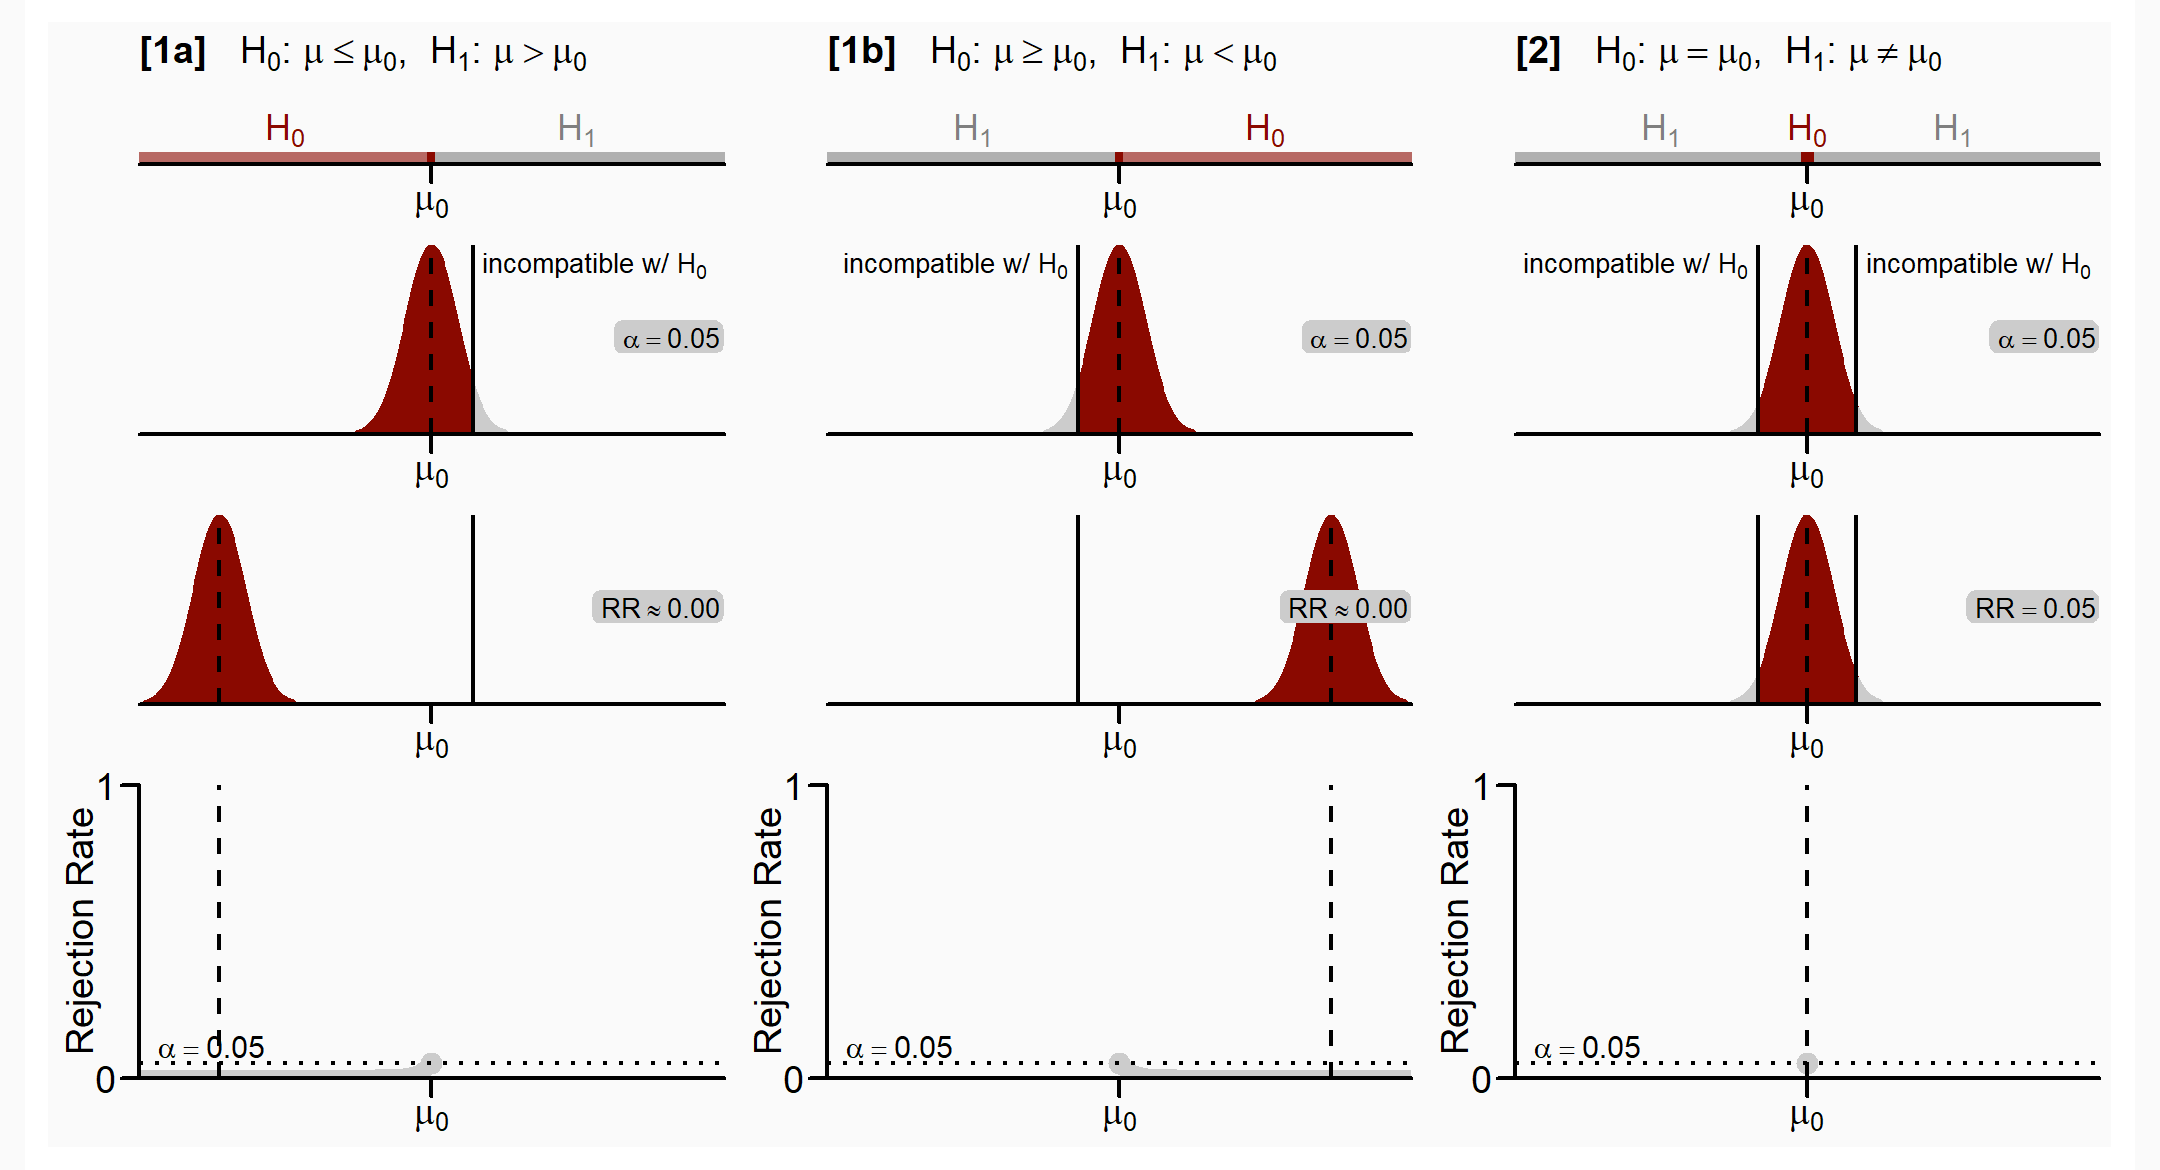 [1a] H₀: μ ≤ μ₀, H₁: μ > μ₀
H₀ H₁
μ₀
incompatible w/ H₀
α = 0.05
μ₀
RR ≈ 0.00
μ₀
1
Rejection Rate
α = 0.05
0
μ₀
[1b] H₀: μ ≥ μ₀, H₁: μ < μ₀
H₁ H₀
μ₀
incompatible w/ H₀
α = 0.05
μ₀
RR ≈ 0.00
μ₀
1
Rejection Rate
α = 0.05
0
μ₀
[2] H₀: μ = μ₀, H₁: μ ≠ μ₀
H₁ H₀ H₁
μ₀
incompatible w/ H₀ incompatible w/ H₀
α = 0.05
μ₀
RR = 0.05
μ₀
1
Rejection Rate
α = 0.05
0
μ₀